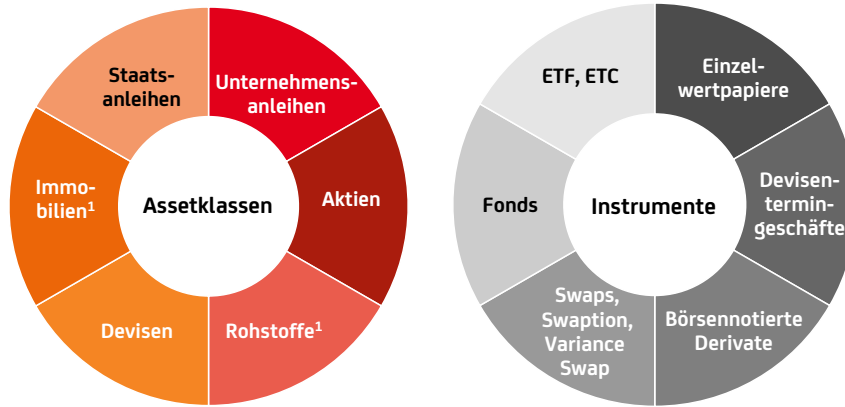 Staats-
anleihen
Unternehmens-
anleihen
Immo-
bilien¹
Assetklassen
Aktien
Devisen
Rohstoffe¹
ETF, ETC
Einzel-
wertpapiere
Fonds
Instrumente
Devisen-
termin-
geschäfte
Swaps,
Swaption,
Variance
Swap
Börsennotierte
Derivate